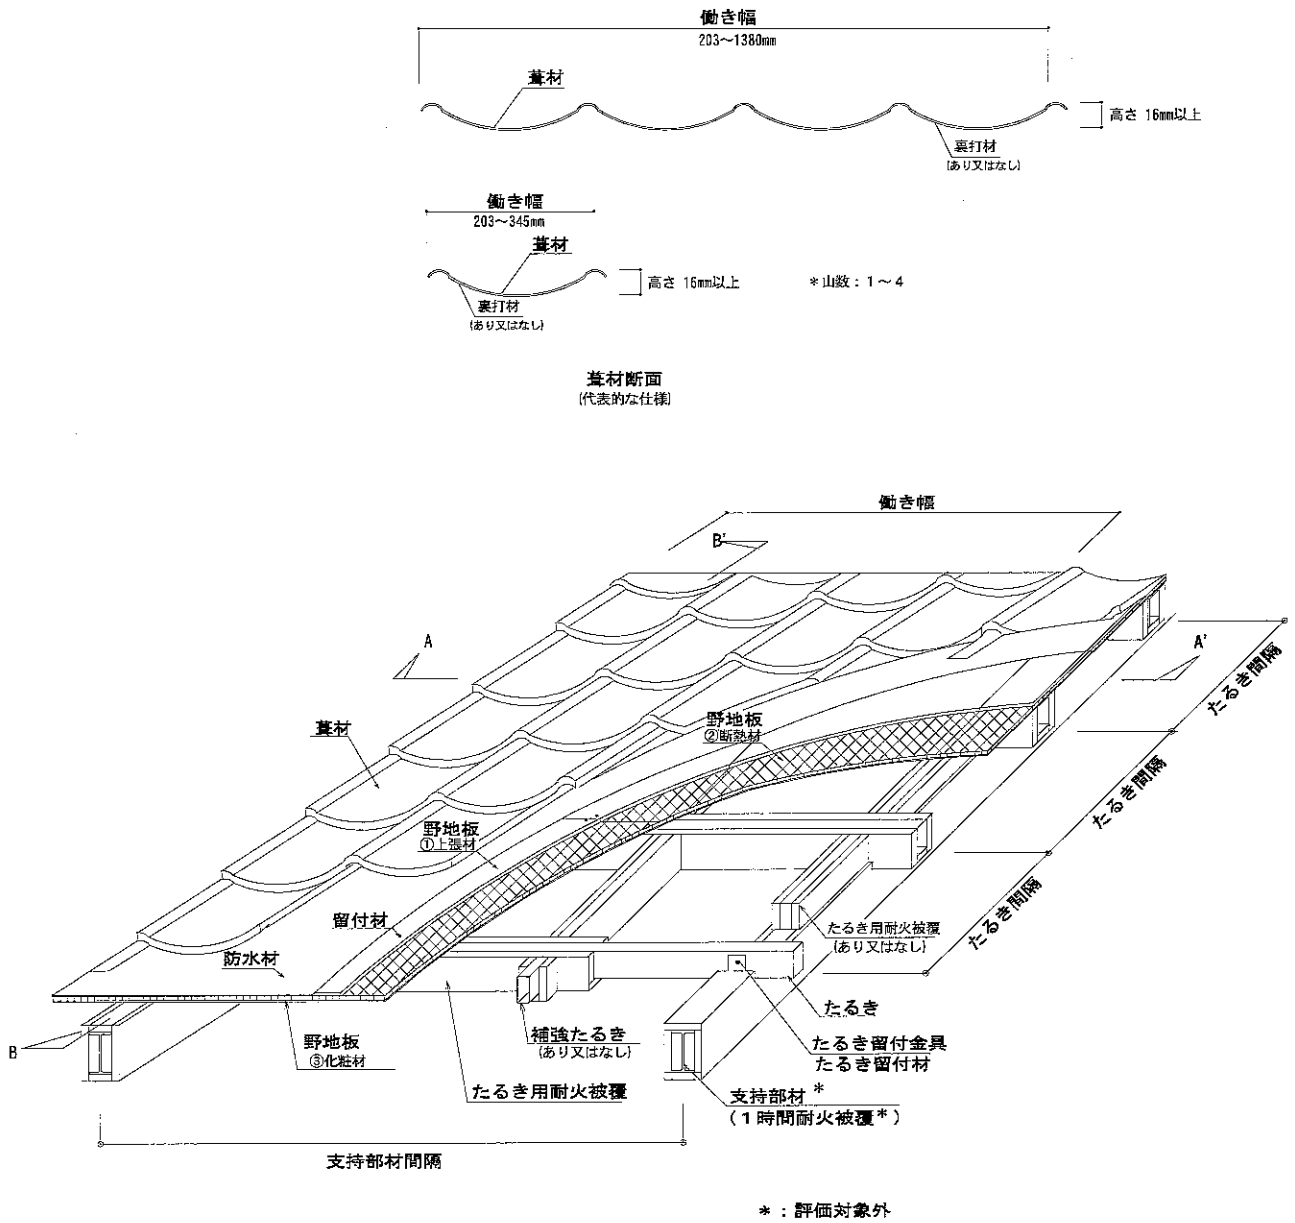 働き幅
203～1380mm
葺材
高さ 16mm以上
裏打材
(あり又はなし)
働き幅
203～345mm
葺材
高さ 16mm以上
＊山数：１～４
裏打材
(あり又はなし)
葺材断面
(代表的な仕様)
働き幅
B'
A
A'
たるき間隔
葺材
野地板
②断熱材
たるき間隔
野地板
①上張材
たるき間隔
留付材
たるき用耐火被覆
(あり又はなし)
防水材
たるき
補強たるき
(あり又はなし)
野地板
③化粧材
B
たるき留付金具
たるき留付材
たるき用耐火被覆
支持部材＊
(１時間耐火被覆＊)
支持部材間隔
＊：評価対象外